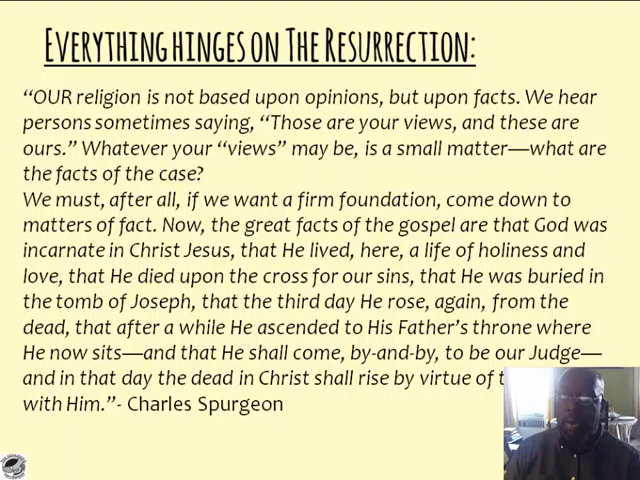 EVERYTHING HINGES ON THE RESURRECTION:
“OUR religion is not based upon opinions, but upon facts. We hear
persons sometimes saying, “Those are your views, and these are
ours.” Whatever your “views” may be, is a small matter—what are
the facts of the case?
We must, after all, if we want a firm foundation, come down to
matters of fact. Now, the great facts of the gospel are that God was
incarnate in Christ Jesus, that He lived, here, a life of holiness and
love, that He died upon the cross for our sins, that He was buried in
the tomb of Joseph, that the third day He rose, again, from the
dead, that after a while He ascended to His Father’s throne where
He now sits—and that He shall come, by-and-by, to be our Judge—
and in that day the dead in Christ shall rise by virtue of
with Him.”- Charles Spurgeon